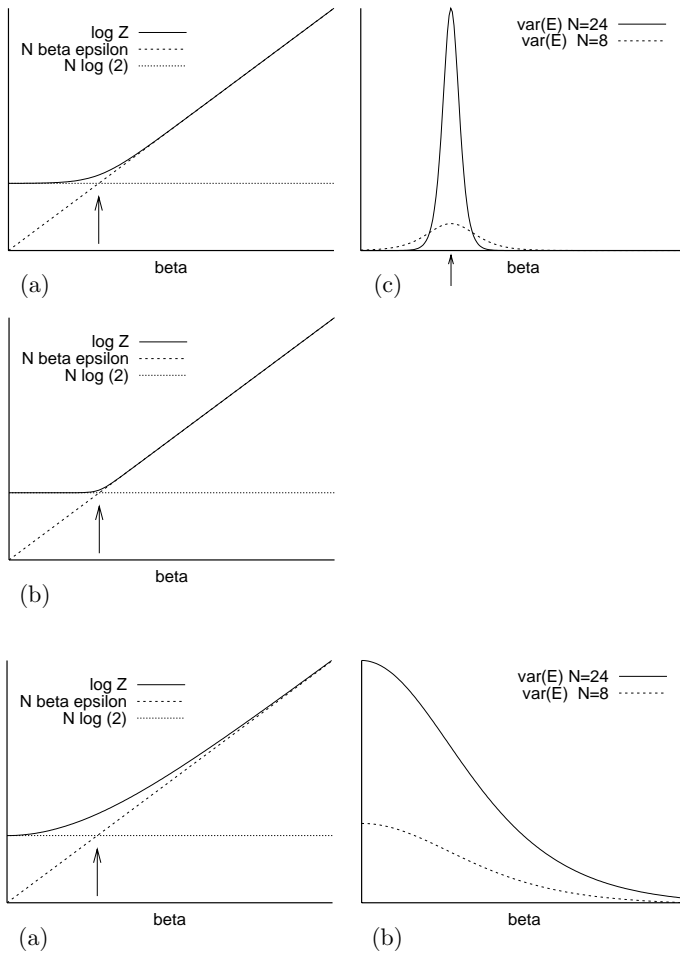 log Z
N beta epsilon
N log (2)
beta
(a)
var(E) N=24
var(E) N=8
beta
(c)
log Z
N beta epsilon
N log (2)
beta
(b)
log Z
N beta epsilon
N log (2)
beta
(a)
var(E) N=24
var(E) N=8
beta
(b)